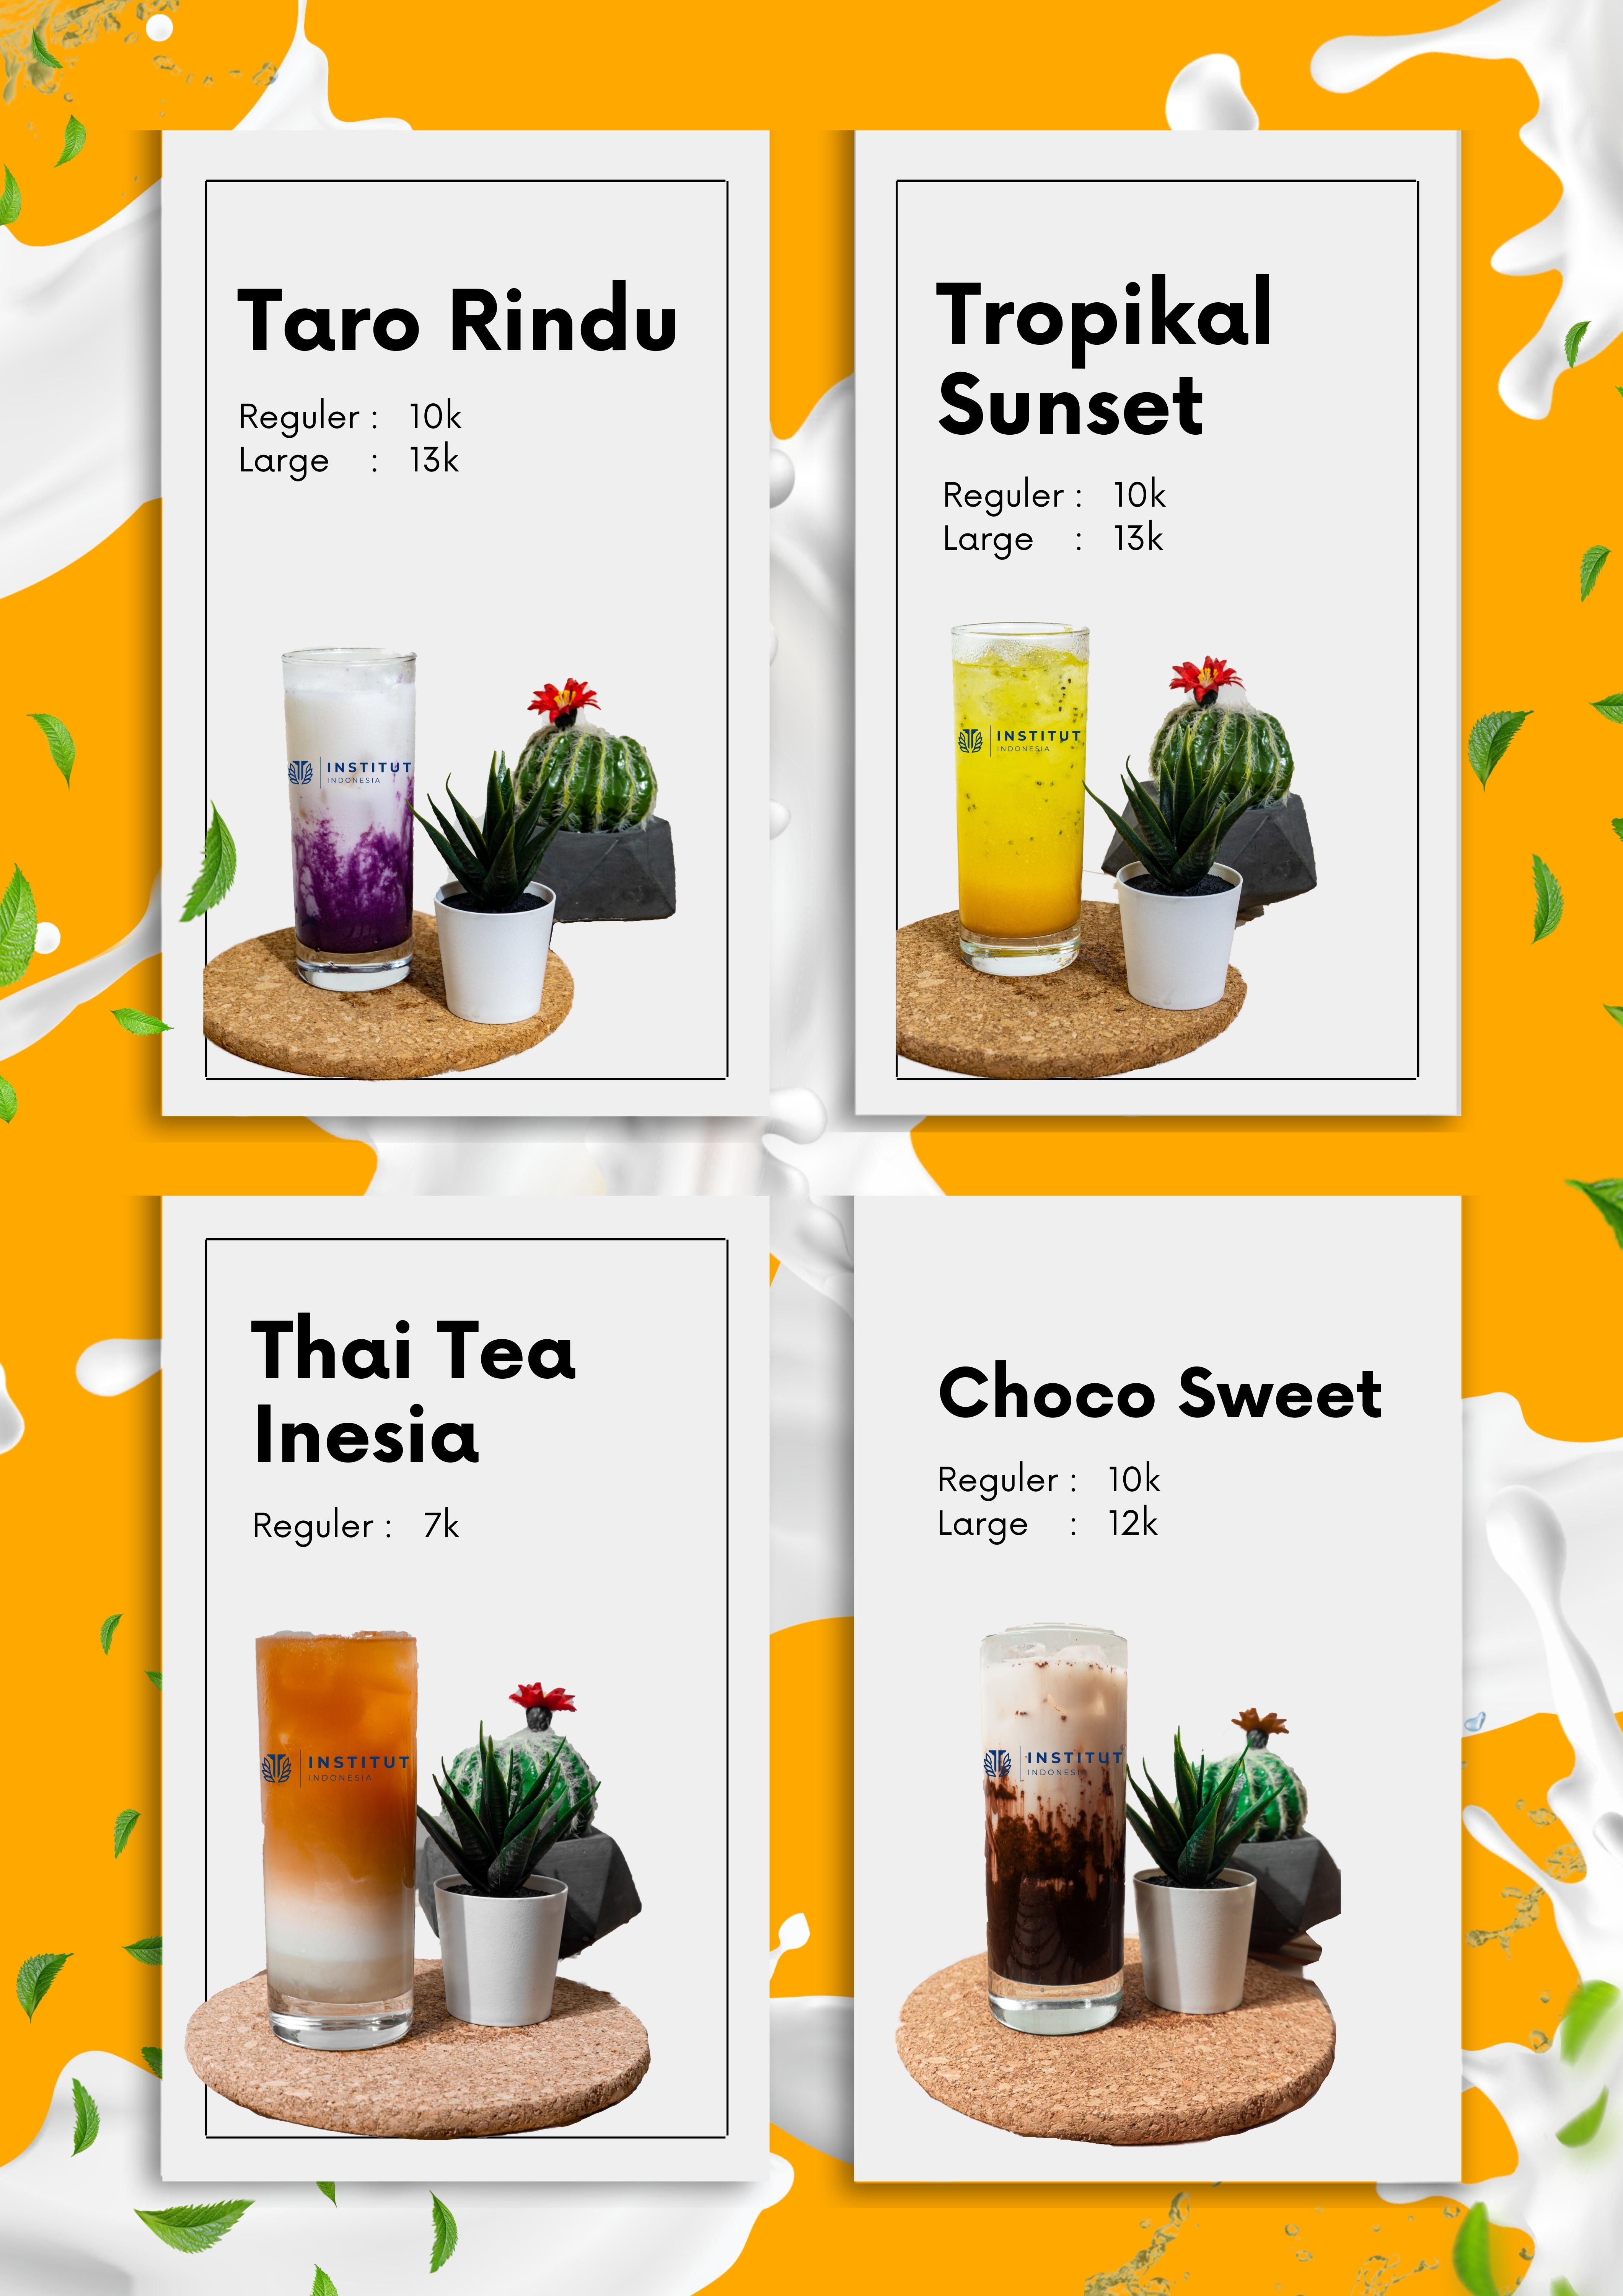 Taro Rindu
Reguler : 10k
Large : 13k
INSTITUT
INDONESIA
Tropikal
Sunset
Reguler : 10k
Large : 13k
INSTITUT
INDONESIA
Thai Tea
Inesia
Reguler : 7k
INSTITUT
INDONESIA
Choco Sweet
Reguler : 10k
Large : 12k
INSTITUT
INDONESIA